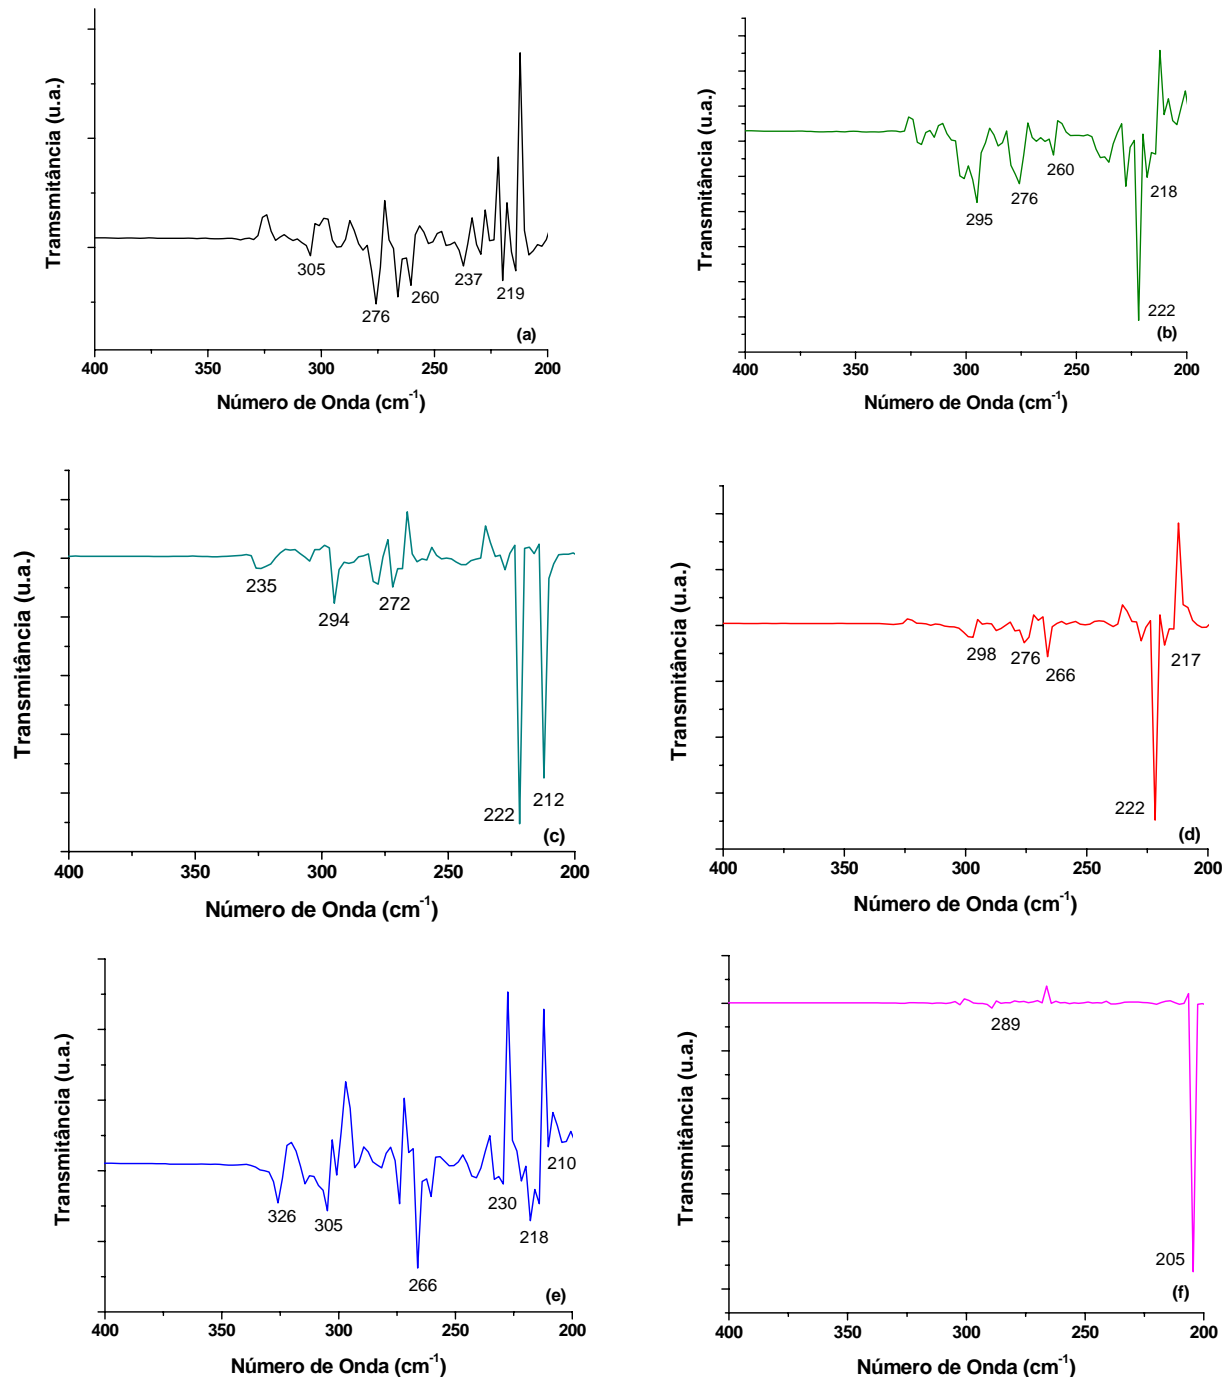 Tramsmitância (u.a.)
305
276
260
237
219
(a)
400 350 300 250 200
Número de Onda (cm⁻¹)
Transmitância (u.a.)
295
276
260
218
222
(b)
400 350 300 250 200
Número de Onda (cm⁻¹)
Transmitância (u.a.)
235
294
272
222
212
(c)
400 350 300 250 200
Número de Onda (cm⁻¹)
Transmitância (u.a.)
298
276
266
217
222
(d)
400 350 300 250 200
Número de Onda (cm⁻¹)
Transmitância (u.a.)
326
305
266
230
218
210
(e)
400 350 300 250 200
Número de Onda (cm⁻¹)
Transmitância (u.a.)
289
205
(f)
400 350 300 250 200
Número de Onda (cm⁻¹)